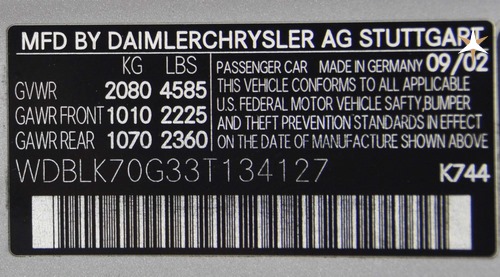 MFD BY DAIMLERCHRYSLER AG STUTTGART
KG LBS
GVWR 2080 4585
GAWR FRONT 1010 2225
GAWR REAR 1070 2360
PASSENGER CAR MADE IN GERMANY 09/02
THIS VEHICLE CONFORMS TO ALL APPLICABLE
U.S. FEDERAL MOTOR VEHICLE SAFTY,BUMPER
AND THEFT PREVENTION STANDARDS IN EFFECT
ON THE DATE OF MANUFACTURE SHOWN ABOVE
WDBLK70G33T134127 K744